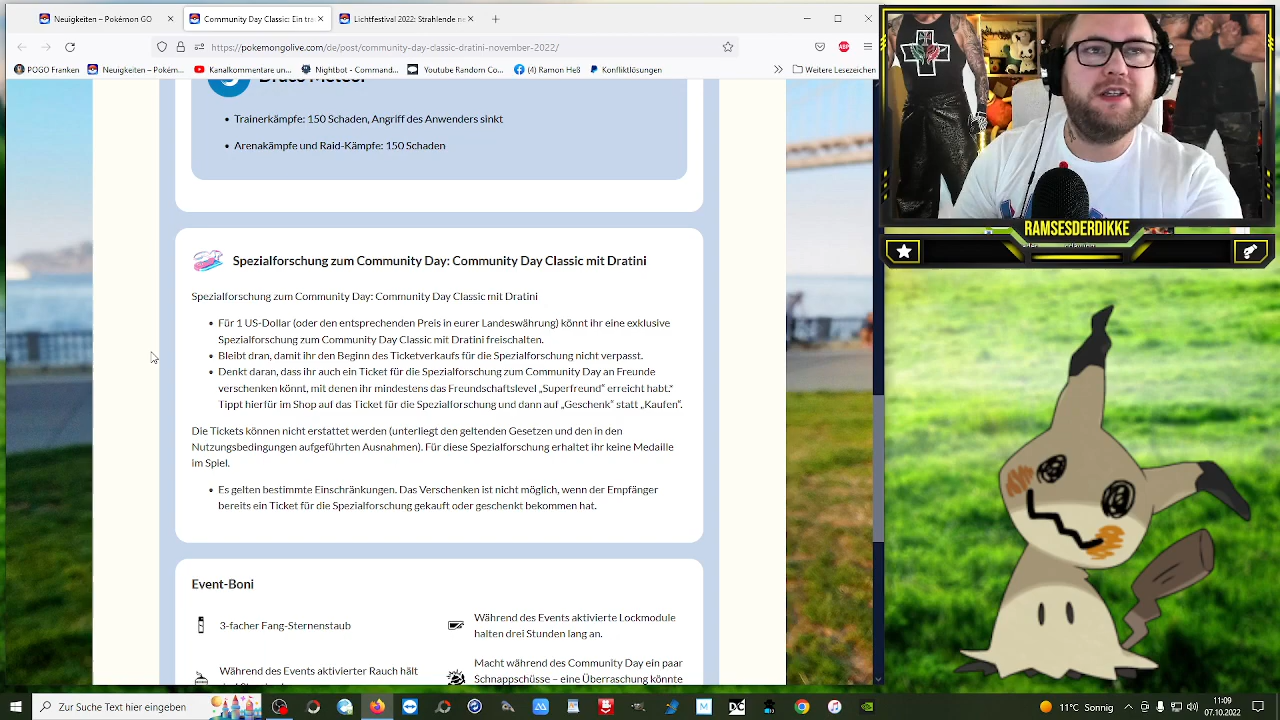 Neuigkeiten – Pokémon GO
Community Day Classic: Ein tr
Lichtfestival 2022: Strahlender
https://pokemongolive.com/de/post/community-day-classic-dratini-november-2022/
POGO Franken
Neuigkeiten – Pokém...
Kanalkommentare un...
Nightbot - Command...
Youtube Rechner
(4) Ramin Hedi
Konfliktlösungen
Weitere Lesezeichen
Trainerkämpfe: 150 Schaden, Angriff des Anwenders sinkt
Arenakämpfe und Raid-Kämpfe: 150 Schaden
RAMSESDERDIKKE
Spezialforschung zum Community Day: Community Day Classic mit Dratini
Spezialforschung zum Community Day: Community Day Classic mit Dratini
Für 1 US-Dollar (oder den entsprechenden Preis in eurer Landeswährung) könnt ihr eine exklusive
Spezialforschung zum Community Day Classic mit Dratini freischalten.
Bleibt dran, damit ihr den Beginn des Ticketverkaufs für die Spezialforschung nicht verpasst.
Denkt daran, dass ihr auch ein Ticket für die Spezialforschung zum Community Day an Freunde
verschenken könnt, mit denen ihr mindestens das Freundschaftslevel „Superfreund“ erreicht habt.*
Tippt hierfür im Shop auf das Ticket für die Spezialforschung und dann auf „Geschenk“ statt „Kaufen“.
Die Tickets können nicht erstattet werden (unterliegt den geltenden Gesetzen und den in den
Nutzungsbedingungen aufgeführten Ausnahmen). Für diese Spezialforschung erhaltet ihr keine Medaille
im Spiel.
Es gelten bestimmte Einschränkungen. Das Verschenken ist nicht möglich, wenn der Empfänger
bereits ein Ticket für die Spezialforschung gekauft oder geschenkt bekommen hat.
Event-Boni
3-facher Fang-Sternenstaub
Während des Events aktivierte Lockmodule
halten drei Stunden lang an.
Während des Events aktivierter Rauch hält
Macht während des Community Day ein paar
Schnappschüsse – eine Überraschung könnte
Zur Suche Text hier eingeben
11°C Sonnig
11:09
07.10.2022